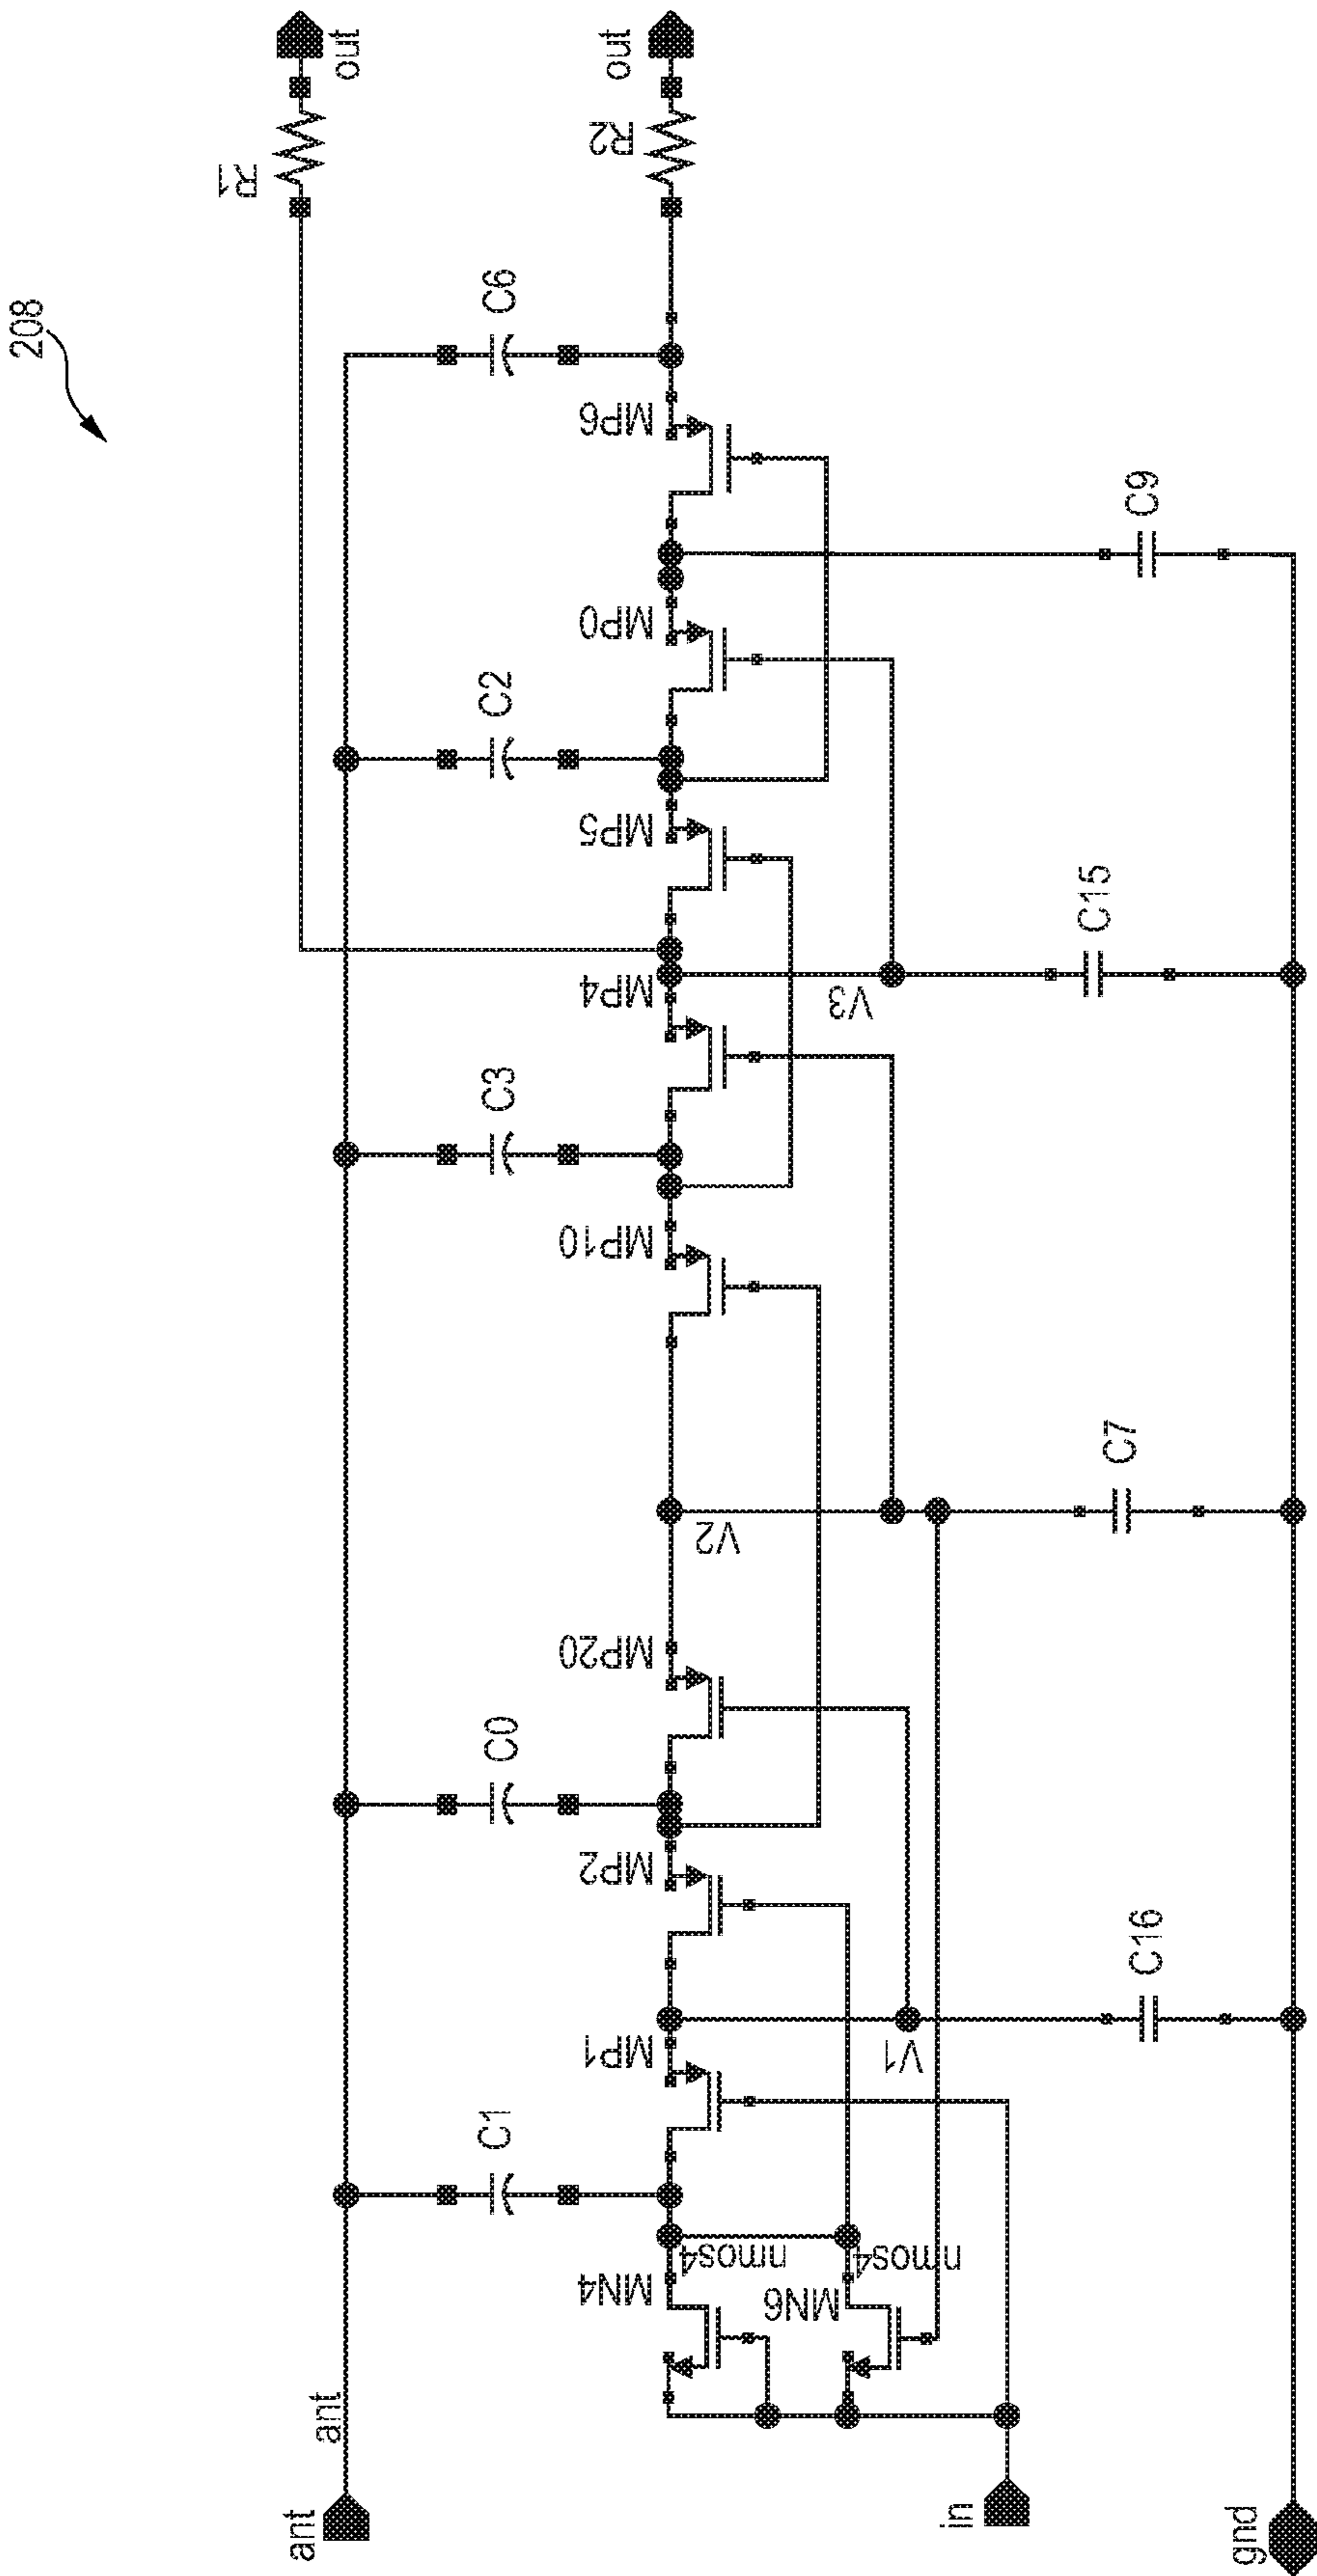 208
out
out
R1
R2
C6
MP6
C9
MP0
C2
MP5
C15
V3
MP4
C3
MP10
C7
V2
MP20
C0
MP2
C16
V1
MP1
C1
nmos4
nmos4
MN4
MN6
ant
ant
in
gnd